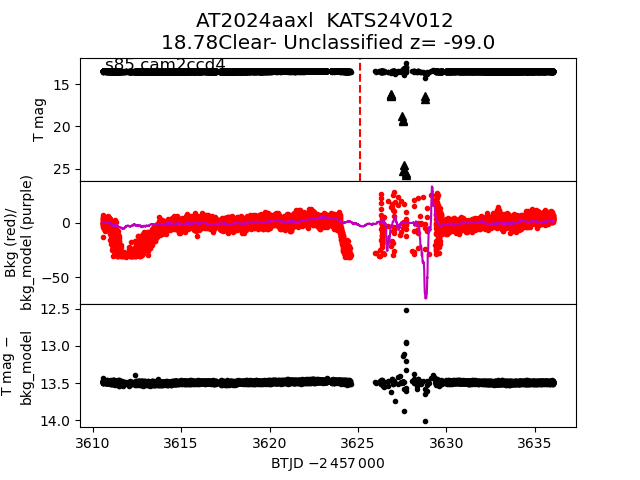 AT2024aaxl  KATS24V012
18.78Clear- Unclassified z= -99.0
s85 cam2ccd4
15
20
25
T mag
0
−50
Bkg (red)/
bkg_model (purple)
12.5
13.0
13.5
14.0
T mag −
bkg_model
3610
3615
3620
3625
3630
3635
BTJD −2 457 000